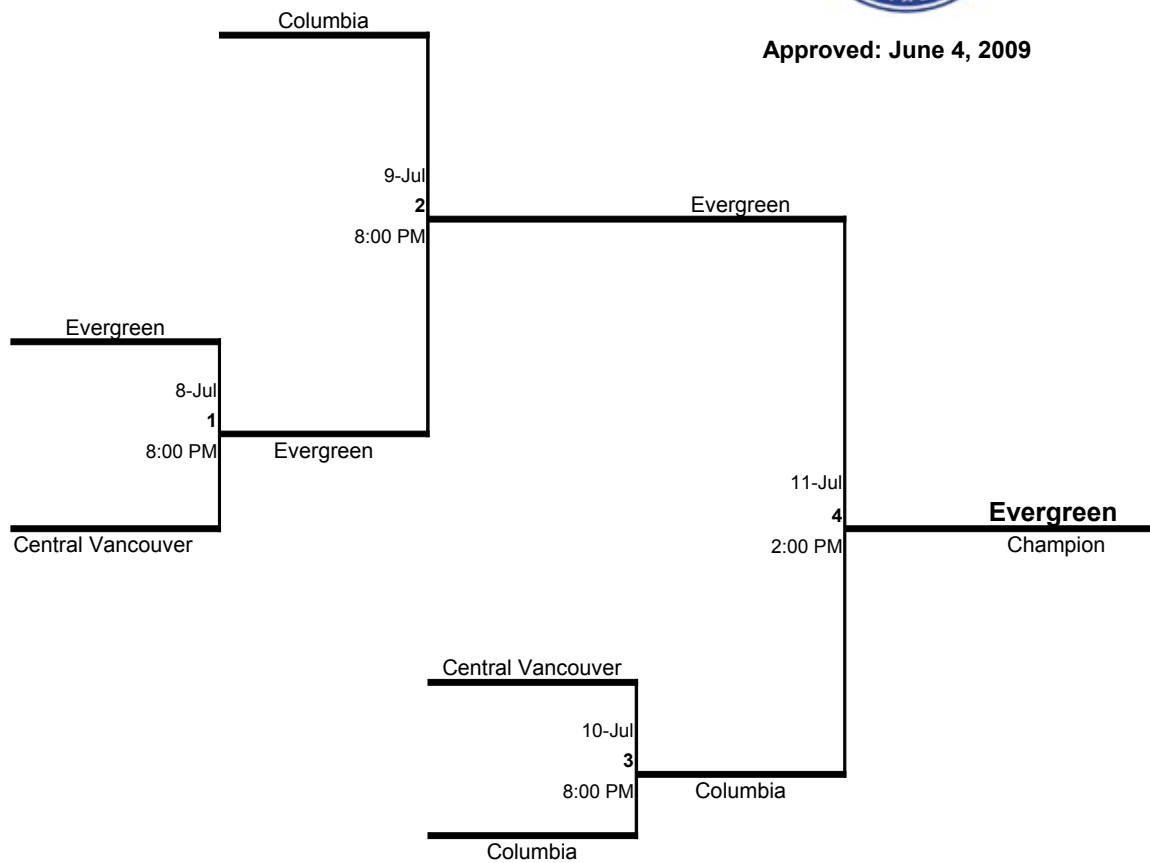 Columbia
Approved: June 4, 2009
9-Jul
2
8:00 PM
Evergreen
Evergreen
8-Jul
1
8:00 PM
Evergreen
Central Vancouver
11-Jul
4
2:00 PM
Evergreen
Champion
Central Vancouver
10-Jul
3
8:00 PM
Columbia
Columbia